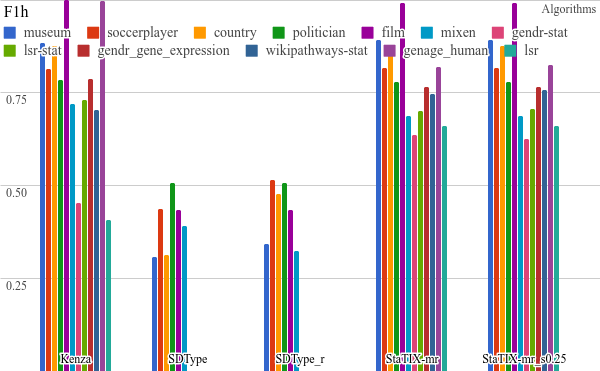 F1h
Algorithms
museum soccerplayer country politician film mixen gendr-stat
lsr-stat gendr_gene_expression wikipathways-stat genage_human lsr
0.75
0.50
0.25
Kenza SDType SDType_r StaTIX-mr StaTIX-mr_s0.25